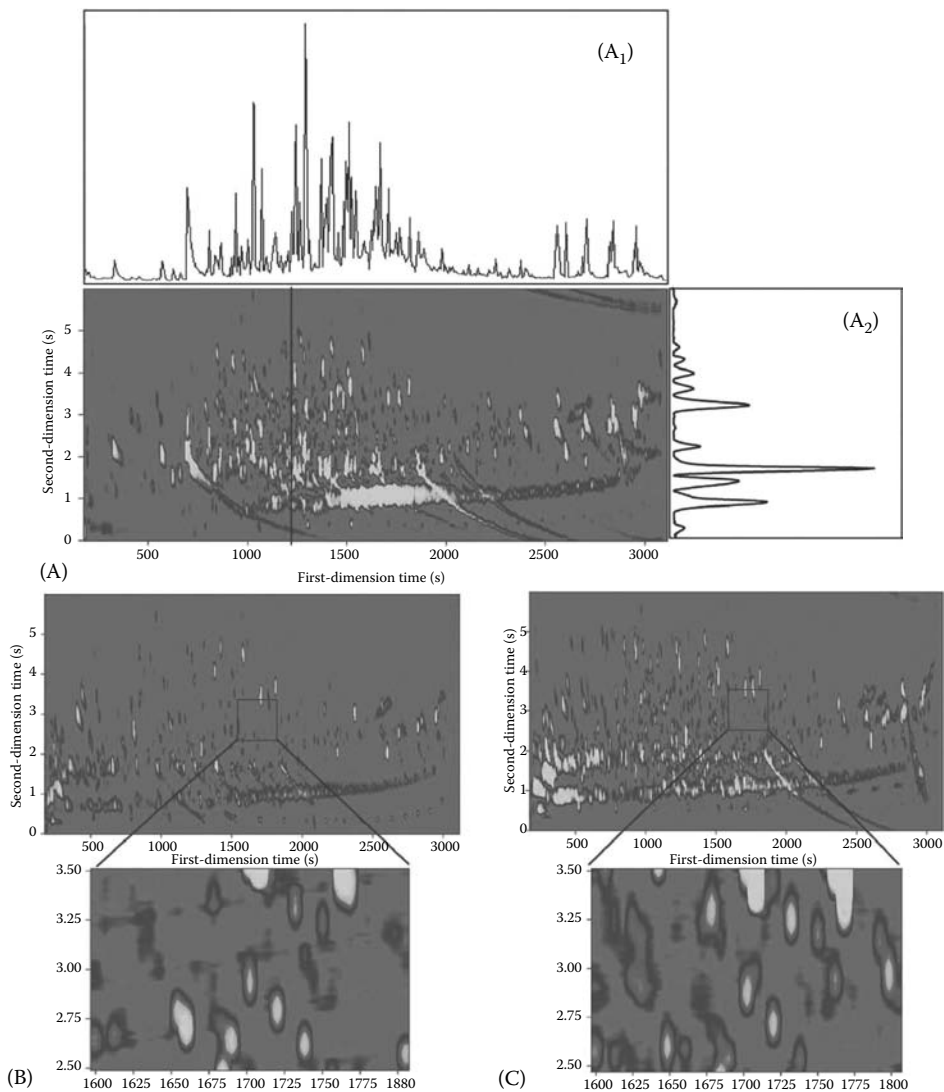 (A1)
(A2)
Second-dimension time (s)
5
4
3
2
1
0
500 1000 1500 2000 2500 3000
First-dimension time (s)
(A)
Second-dimension time (s)
5
4
3
2
1
0
500 1000 1500 2000 2500 3000
First-dimension time (s)
Second-dimension time (s)
5
4
3
2
1
0
500 1000 1500 2000 2500 3000
First-dimension time (s)
3.50
3.25
3.00
2.75
2.50
1600 1625 1650 1675 1700 1725 1750 1775 1880
(B)
3.50
3.25
3.00
2.75
2.50
1600 1625 1650 1675 1700 1725 1750 1775 1800
(C)